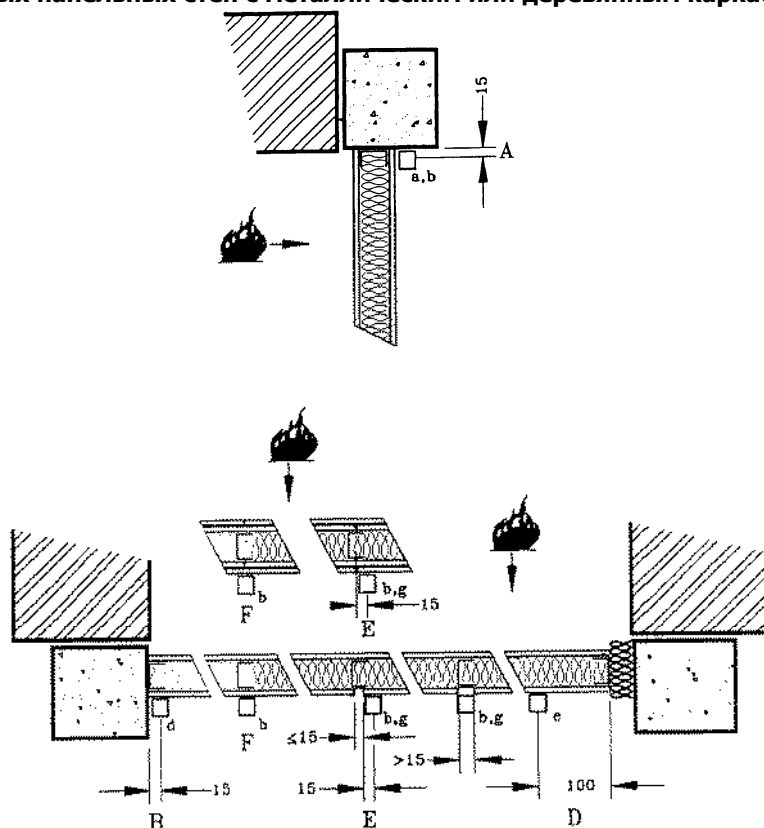 ых панельных стен с металлическим или деревянным каркас
15
A
a,b
b
b,g
F
E
15
d
b
b,g
b,g
e
F
≤15
>15
15
15
100
B
E
D